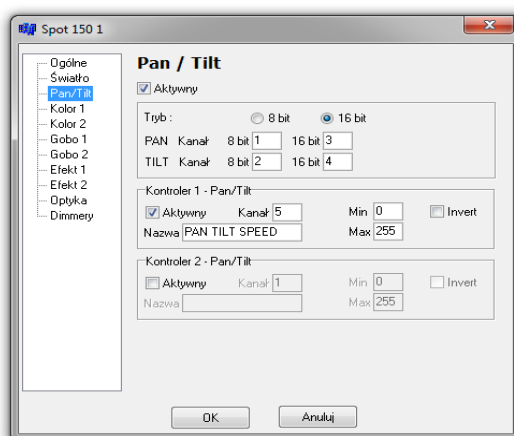 Spot 150 1
Ogólne
Światło
Pan/Tilt
Kolor 1
Kolor 2
Gobo 1
Gobo 2
Efekt 1
Efekt 2
Optyka
Dimmery
Pan / Tilt
Aktywny
Tryb : 8 bit 16 bit
PAN Kanał 8 bit 1 16 bit 3
TILT Kanał 8 bit 2 16 bit 4
Kontroler 1 - Pan/Tilt
Aktywny Kanał 5 Min 0 Invert
Nazwa PAN TILT SPEED Max 255
Kontroler 2 - Pan/Tilt
Aktywny Kanał 1 Min 0 Invert
Nazwa Max 255
OK Anuluj